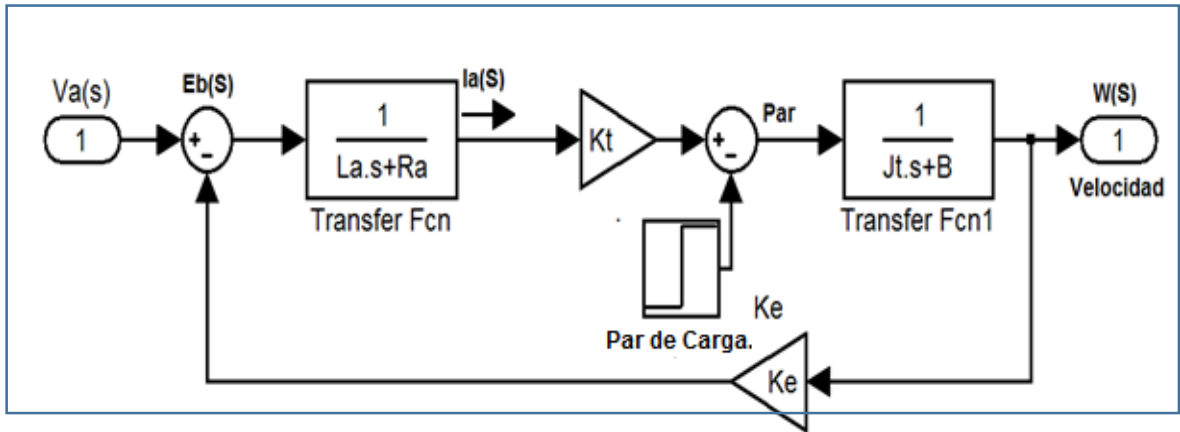 Va(s)
1
Eb(S)
+
-
1
La.s+Ra
Transfer Fcn
Ia(S)
Kt
+
-
Par
1
Jt.s+B
Transfer Fcn1
W(S)
1
Velocidad
Par de Carga.
Ke
Ke